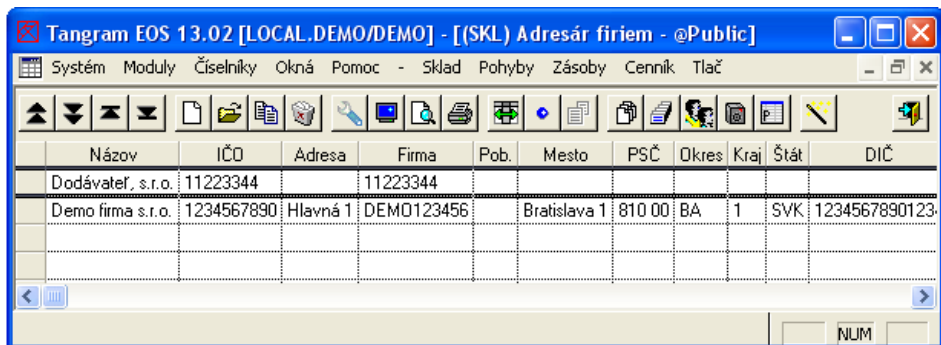 Tangram EOS 13.02 [LOCAL.DEMO/DEMO] - [(SKL) Adresár firiem - @Public]
Systém Moduly Číselníky Okná Pomoc - Sklad Pohyby Zásoby Cenník Tlač
Názov IČO Adresa Firma Pob. Mesto PSČ Okres Kraj Štát DIČ
Dodávateľ, s.r.o. 11223344 11223344
Demo firma s.r.o. 1234567890 Hlavná 1 DEMO123456 Bratislava 1 810 00 BA 1 SVK 1234567890123
NUM